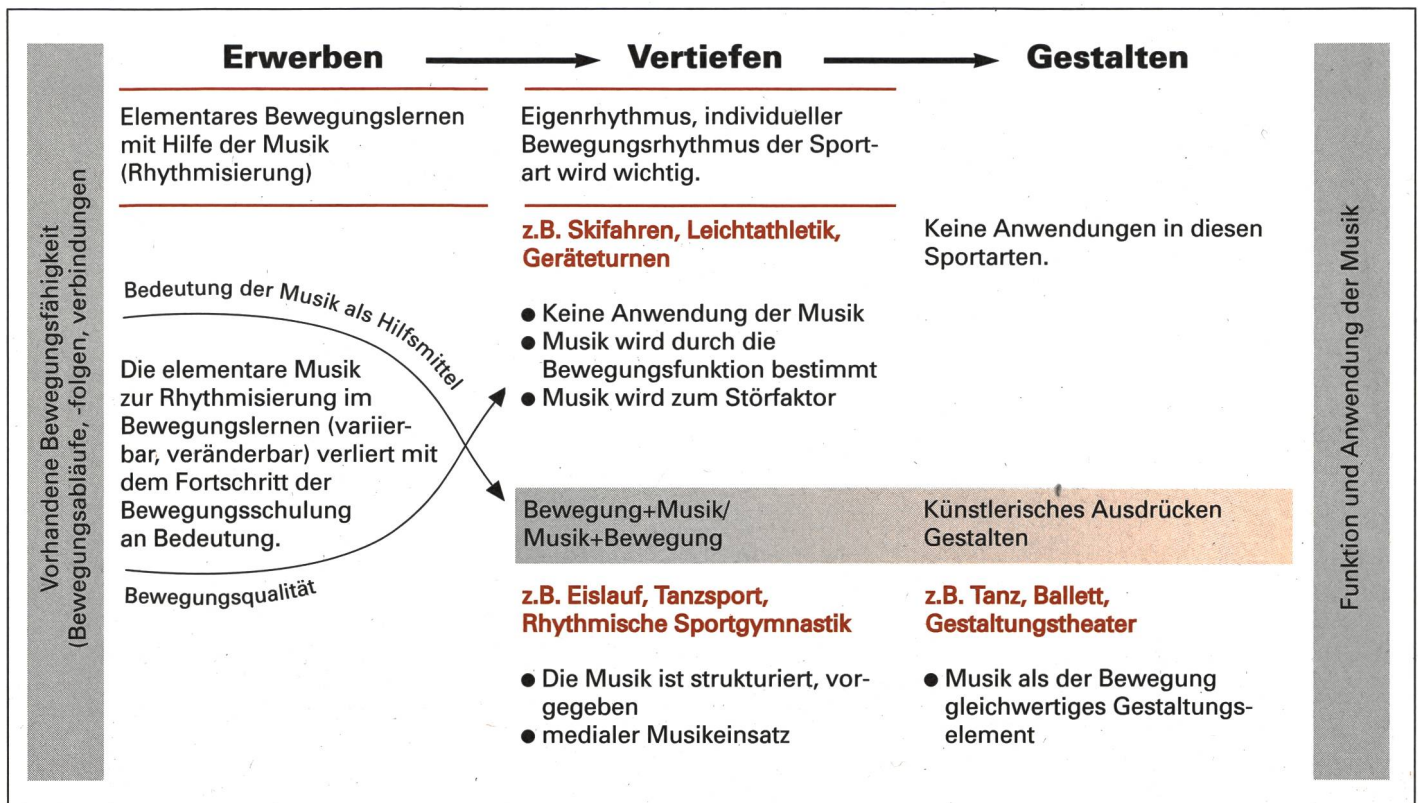 Erwerben
Vertiefen
Gestalten
Vorhandene Bewegungsfähigkeit
(Bewegungsabläufe, -folgen, verbindungen
Elementares Bewegungslernen
mit Hilfe der Musik
(Rhythmisierung)
Bedeutung der Musik als Hilfsmittel
Die elementare Musik
zur Rhythmisierung im
Bewegungslernen (variier-
bar, veränderbar) verliert mit
dem Fortschritt der
Bewegungsschulung
an Bedeutung.
Bewegungsqualität
Eigenrhythmus, individueller
Bewegungsrhythmus der Sport-
art wird wichtig.
z.B. Skifahren, Leichtathletik,
Geräteturnen
● Keine Anwendung der Musik
● Musik wird durch die
Bewegungsfunktion bestimmt
● Musik wird zum Störfaktor
Keine Anwendungen in diesen
Sportarten.
Bewegung+Musik/
Musik+Bewegung
Künstlerisches Ausdrücken
Gestalten
z.B. Eislauf, Tanzsport,
Rhythmische Sportgymnastik
● Die Musik ist strukturiert, vor-
gegeben
● medialer Musikeinsatz
z.B. Tanz, Ballett,
Gestaltungstheater
● Musik als der Bewegung
gleichwertiges Gestaltungs-
element
Funktion und Anwendung der Musik